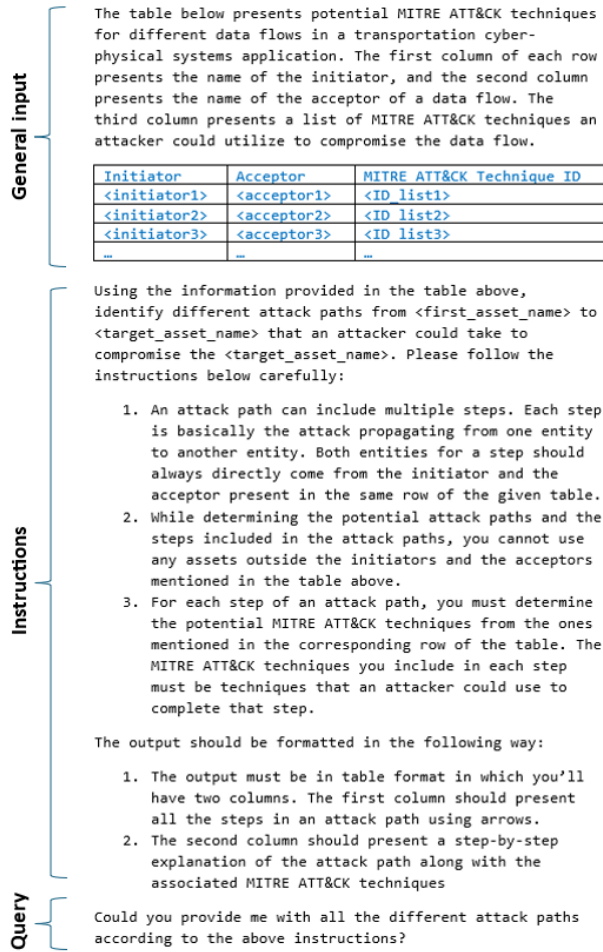 General input
The table below presents potential MITRE ATT&CK techniques
for different data flows in a transportation cyber-
physical systems application. The first column of each row
presents the name of the initiator, and the second column
presents the name of the acceptor of a data flow. The
third column presents a list of MITRE ATT&CK techniques an
attacker could utilize to compromise the data flow.
Initiator Acceptor MITRE ATT&CK Technique ID
<initiator1> <acceptor1> <ID_list1>
<initiator2> <acceptor2> <ID list2>
<initiator3> <acceptor3> <ID list3>
… … …
Instructions
Using the information provided in the table above,
identify different attack paths from <first_asset_name> to
<target_asset_name> that an attacker could take to
compromise the <target_asset_name>. Please follow the
instructions below carefully:
1. An attack path can include multiple steps. Each step
is basically the attack propagating from one entity
to another entity. Both entities for a step should
always directly come from the initiator and the
acceptor present in the same row of the given table.
2. While determining the potential attack paths and the
steps included in the attack paths, you cannot use
any assets outside the initiators and the acceptors
mentioned in the table above.
3. For each step of an attack path, you must determine
the potential MITRE ATT&CK techniques from the ones
mentioned in the corresponding row of the table. The
MITRE ATT&CK techniques you include in each step
must be techniques that an attacker could use to
complete that step.
The output should be formatted in the following way:
1. The output must be in table format in which you’ll
have two columns. The first column should present
all the steps in an attack path using arrows.
2. The second column should present a step-by-step
explanation of the attack path along with the
associated MITRE ATT&CK techniques
Query
Could you provide me with all the different attack paths
according to the above instructions?